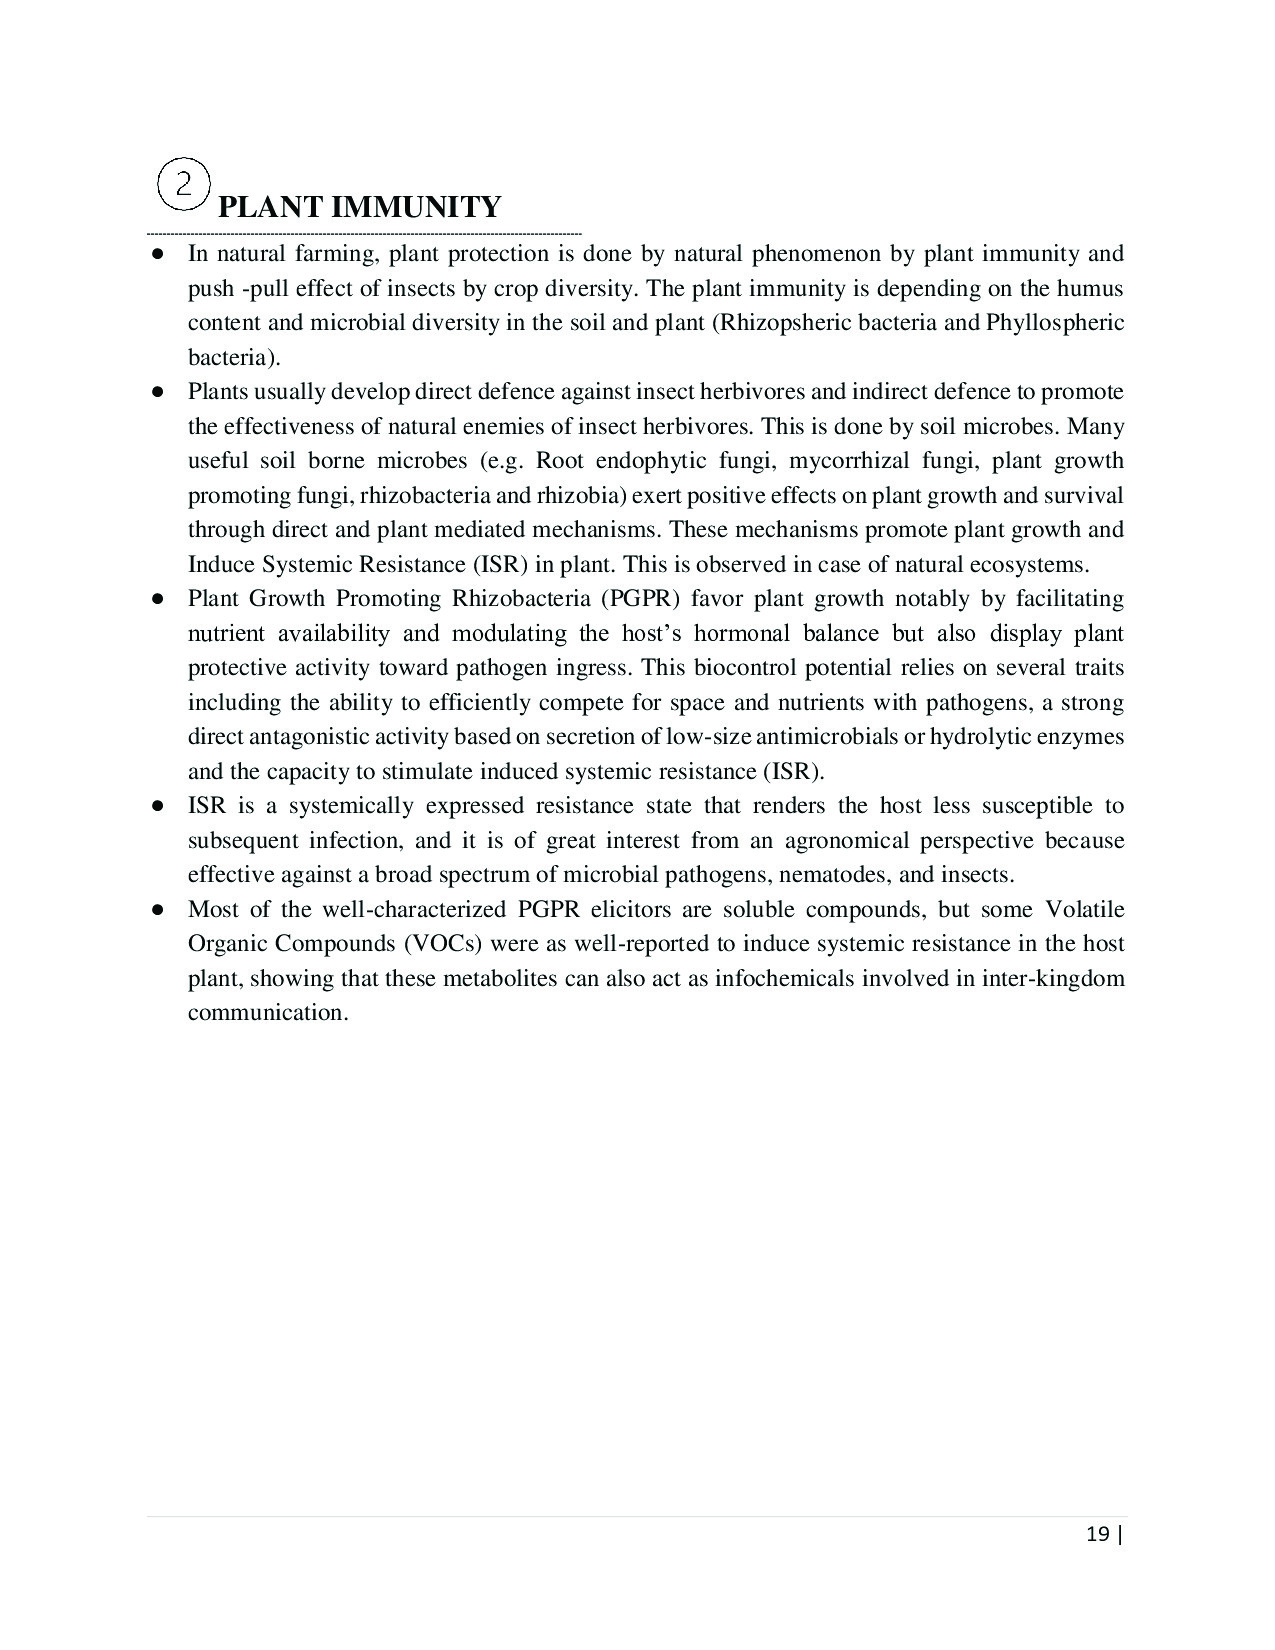 2
PLANT IMMUNITY
● In natural farming, plant protection is done by natural phenomenon by plant immunity and
push -pull effect of insects by crop diversity. The plant immunity is depending on the humus
content and microbial diversity in the soil and plant (Rhizopsheric bacteria and Phyllospheric
bacteria).
● Plants usually develop direct defence against insect herbivores and indirect defence to promote
the effectiveness of natural enemies of insect herbivores. This is done by soil microbes. Many
useful soil borne microbes (e.g. Root endophytic fungi, mycorrhizal fungi, plant growth
promoting fungi, rhizobacteria and rhizobia) exert positive effects on plant growth and survival
through direct and plant mediated mechanisms. These mechanisms promote plant growth and
Induce Systemic Resistance (ISR) in plant. This is observed in case of natural ecosystems.
● Plant Growth Promoting Rhizobacteria (PGPR) favor plant growth notably by facilitating
nutrient availability and modulating the host’s hormonal balance but also display plant
protective activity toward pathogen ingress. This biocontrol potential relies on several traits
including the ability to efficiently compete for space and nutrients with pathogens, a strong
direct antagonistic activity based on secretion of low-size antimicrobials or hydrolytic enzymes
and the capacity to stimulate induced systemic resistance (ISR).
● ISR is a systemically expressed resistance state that renders the host less susceptible to
subsequent infection, and it is of great interest from an agronomical perspective because
effective against a broad spectrum of microbial pathogens, nematodes, and insects.
● Most of the well-characterized PGPR elicitors are soluble compounds, but some Volatile
Organic Compounds (VOCs) were as well-reported to induce systemic resistance in the host
plant, showing that these metabolites can also act as infochemicals involved in inter-kingdom
communication.
19 |